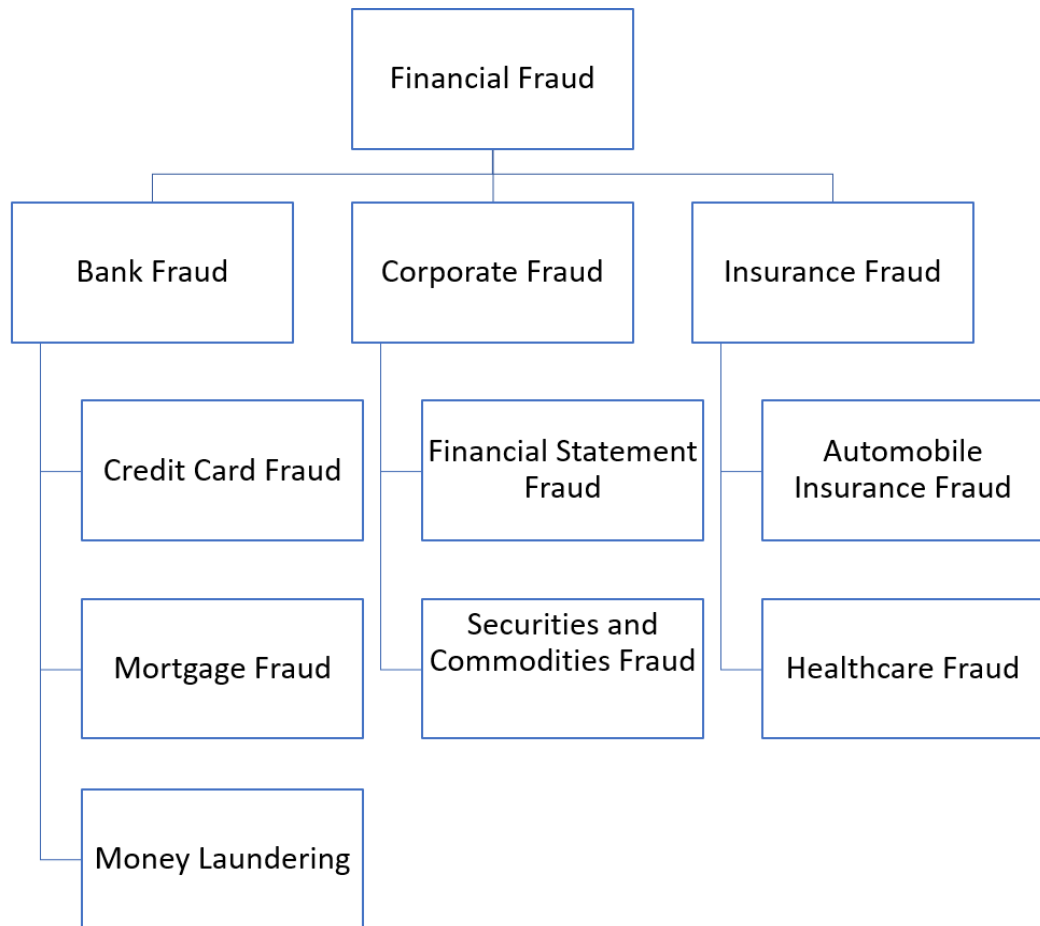 Financial Fraud
Bank Fraud
Corporate Fraud
Insurance Fraud
Credit Card Fraud
Financial Statement
Fraud
Automobile
Insurance Fraud
Mortgage Fraud
Securities and
Commodities Fraud
Healthcare Fraud
Money Laundering